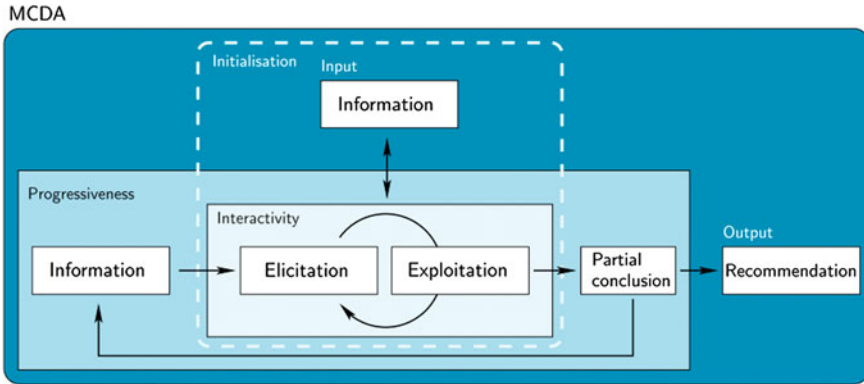 MCDA
Initialisation
Input
Information
Progressiveness
Interactivity
Information
Elicitation
Exploitation
Partial
conclusion
Output
Recommendation